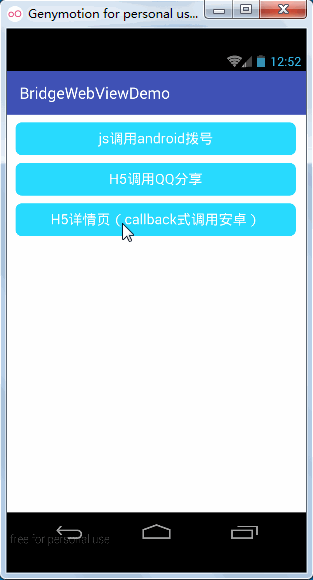 Genymotion for personal us...
12:52
BridgeWebViewDemo
js调用android拨号
H5调用QQ分享
H5详情页（callback式调用安卓）
free for personal use